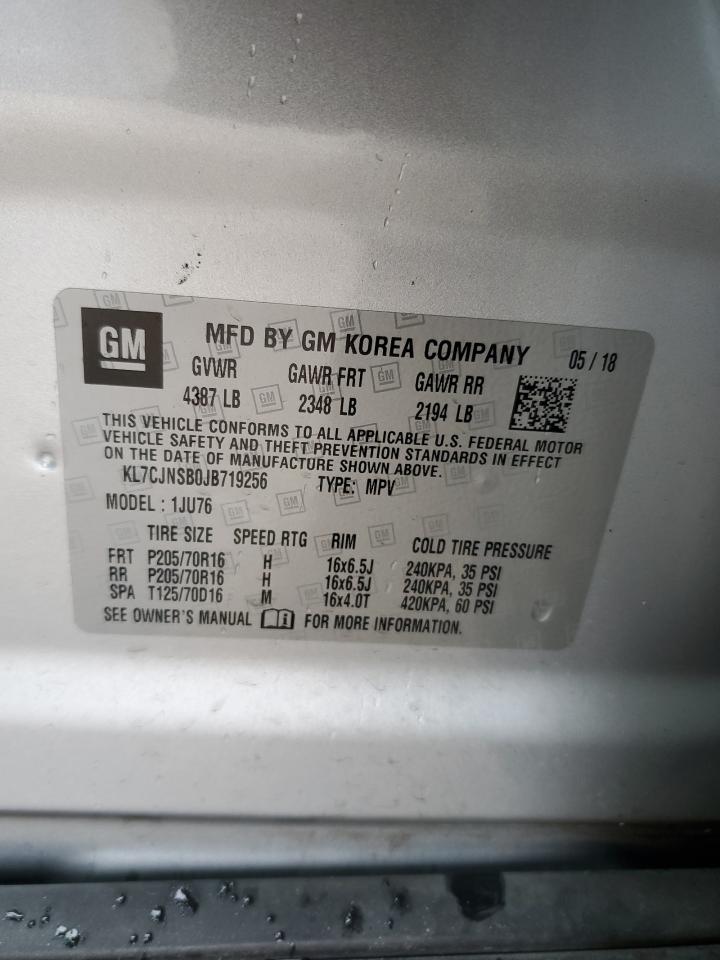 GM MFD BY GM KOREA COMPANY 05 / 18
GVWR GAWR FRT GAWR RR
4387 LB 2348 LB 2194 LB
THIS VEHICLE CONFORMS TO ALL APPLICABLE U.S. FEDERAL MOTOR
VEHICLE SAFETY AND THEFT PREVENTION STANDARDS IN EFFECT
ON THE DATE OF MANUFACTURE SHOWN ABOVE.
KL7CJNSB0JB719256 TYPE: MPV
MODEL : 1JU76
TIRE SIZE SPEED RTG RIM COLD TIRE PRESSURE
FRT P205/70R16 H 16x6.5J 240KPA, 35 PSI
RR P205/70R16 H 16x6.5J 240KPA, 35 PSI
SPA T125/70D16 M 16x4.0T 420KPA, 60 PSI
SEE OWNER'S MANUAL i FOR MORE INFORMATION.